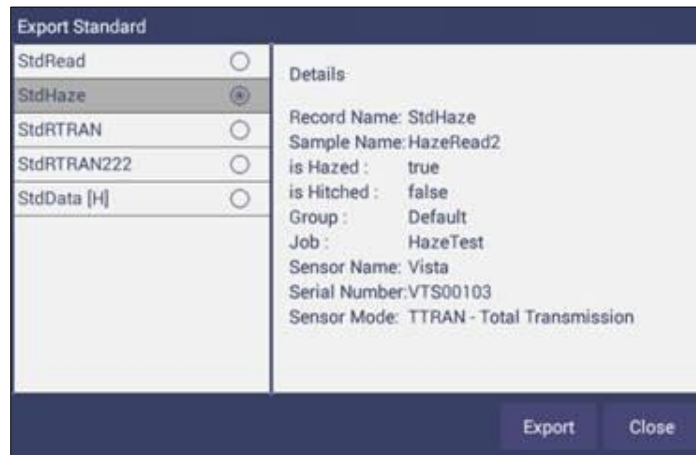 Export Standard
StdRead
StdHaze
StdRTRAN
StdRTRAN222
StdData [H]
Details
Record Name: StdHaze
Sample Name: HazeRead2
is Hazed : true
is Hitched : false
Group : Default
Job : HazeTest
Sensor Name: Vista
Serial Number:VTS00103
Sensor Mode: TTRAN - Total Transmission
Export Close